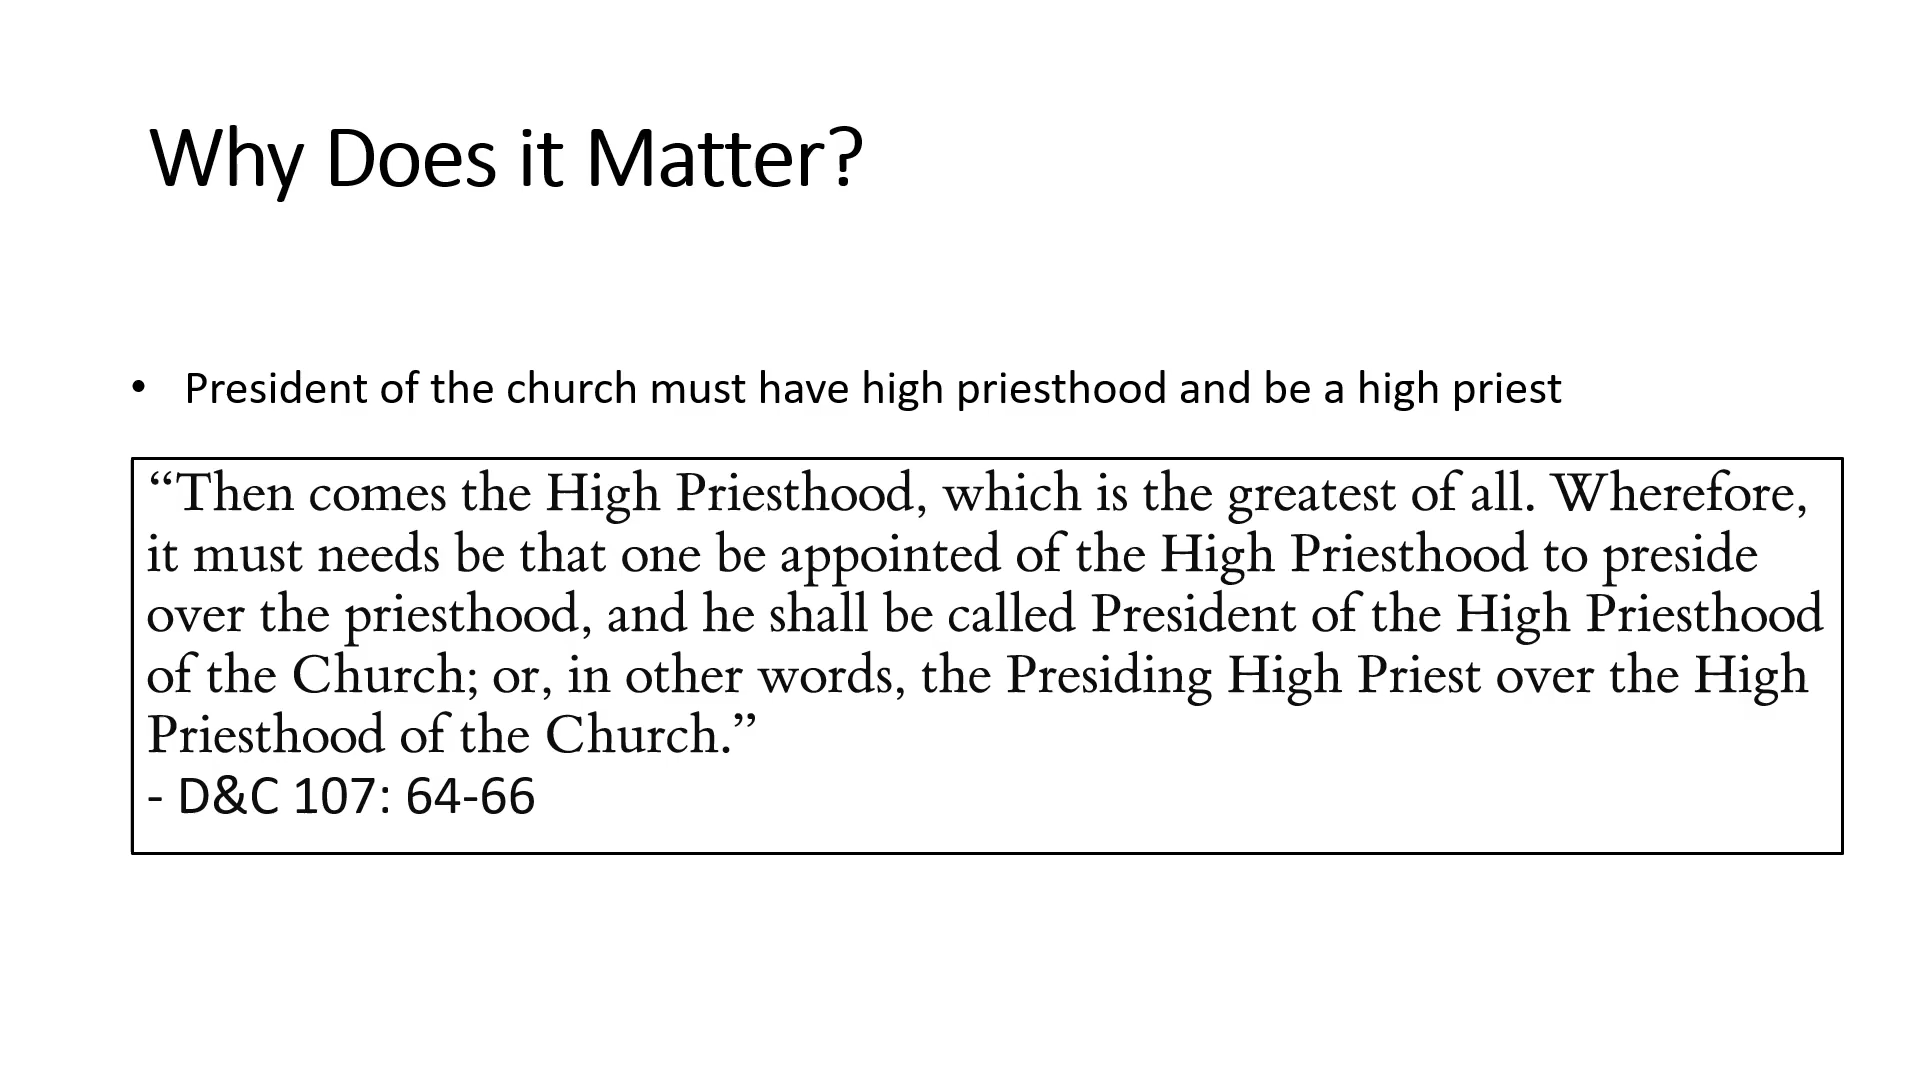 Why Does it Matter?
• President of the church must have high priesthood and be a high priest
“Then comes the High Priesthood, which is the greatest of all. Wherefore,
it must needs be that one be appointed of the High Priesthood to preside
over the priesthood, and he shall be called President of the High Priesthood
of the Church; or, in other words, the Presiding High Priest over the High
Priesthood of the Church.”
- D&C 107: 64-66